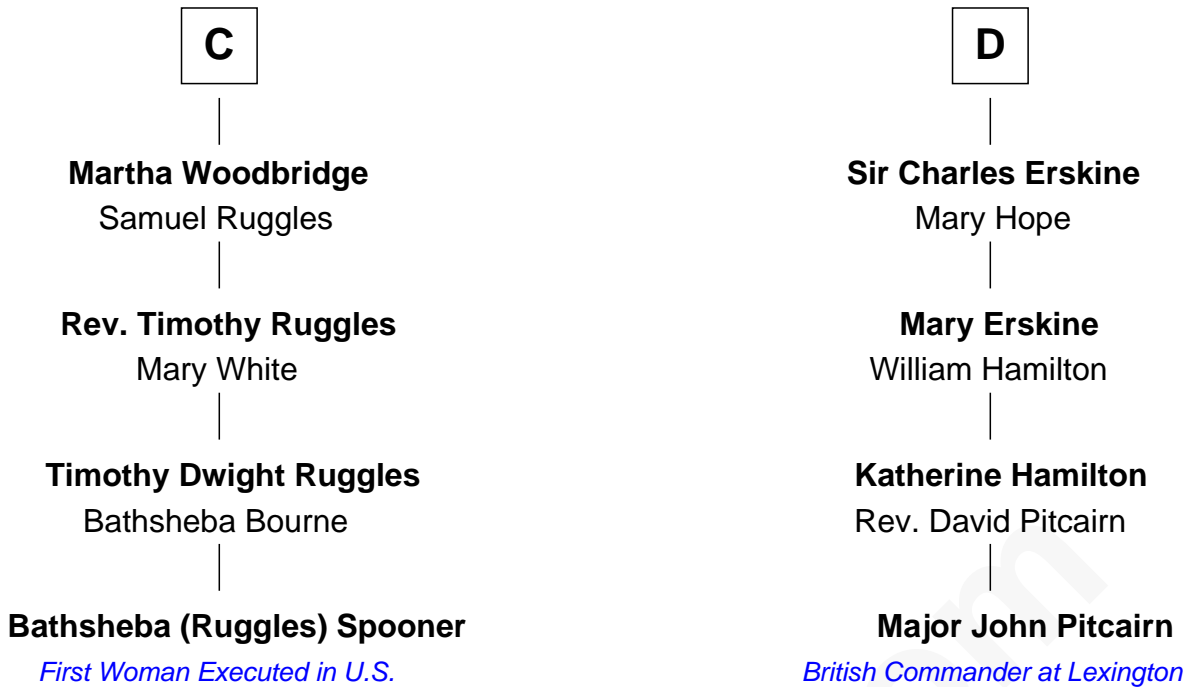 C
Martha Woodbridge
Samuel Ruggles
Rev. Timothy Ruggles
Mary White
Timothy Dwight Ruggles
Bathsheba Bourne
Bathsheba (Ruggles) Spooner
First Woman Executed in U.S.
D
Sir Charles Erskine
Mary Hope
Mary Erskine
William Hamilton
Katherine Hamilton
Rev. David Pitcairn
Major John Pitcairn
British Commander at Lexington